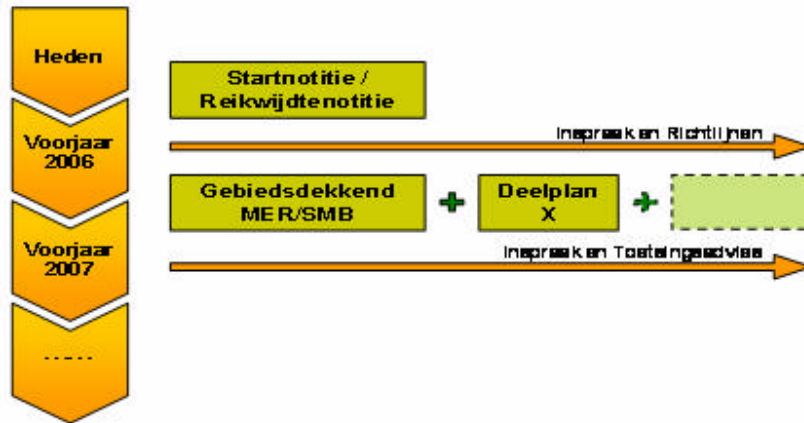 Heden
Startnotitie /
Reikwijdtenotitie
Inspraak en Richtlijnen
Voorjaar
2006
Gebiedsdekkend
MER/SMB
+
Deelplan
X
+
Inspraak en Toetsingsadvies
Voorjaar
2007
......